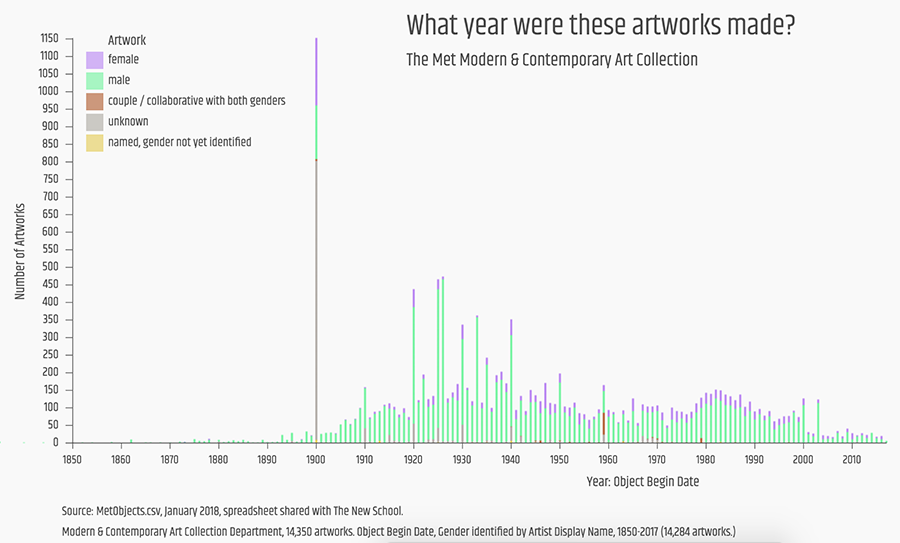 What year were these artworks made?
The Met Modern & Contemporary Art Collection
Artwork
female
male
couple / collaborative with both genders
unknown
named, gender not yet identified
Number of Artworks
1150
1100
1050
1000
950
900
850
800
750
700
650
600
550
500
450
400
350
300
250
200
150
100
50
0
1850 1860 1870 1880 1890 1900 1910 1920 1930 1940 1950 1960 1970 1980 1990 2000 2010
Year: Object Begin Date
Source: MetObjects.csv, January 2018, spreadsheet shared with The New School.
Modern & Contemporary Art Collection Department, 14,350 artworks. Object Begin Date, Gender identified by Artist Display Name, 1850-2017 (14,284 artworks.)